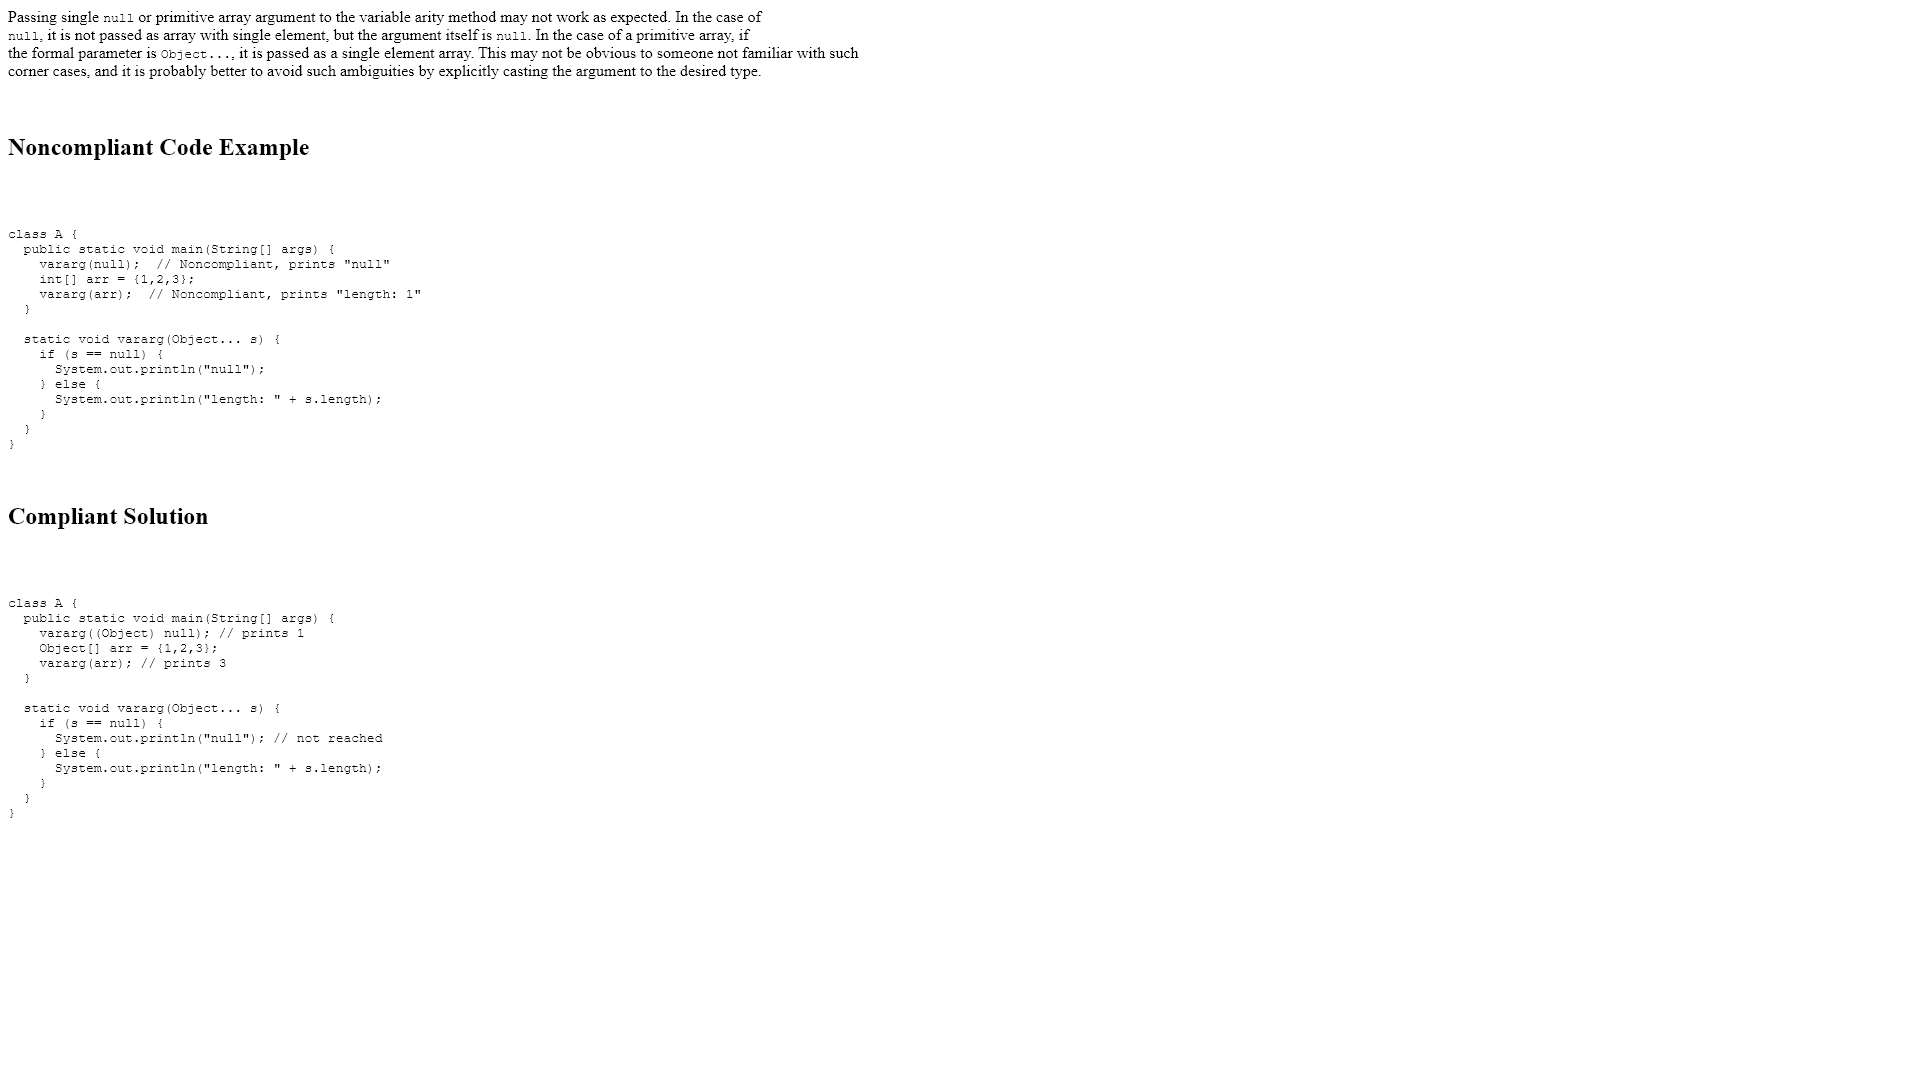 Passing single null or primitive array argument to the variable arity method may not work as expected. In the case of
null, it is not passed as array with single element, but the argument itself is null. In the case of a primitive array, if
the formal parameter is Object..., it is passed as a single element array. This may not be obvious to someone not familiar with such
corner cases, and it is probably better to avoid such ambiguities by explicitly casting the argument to the desired type.
Noncompliant Code Example
class A {
  public static void main(String[] args) {
    vararg(null);  // Noncompliant, prints "null"
    int[] arr = {1,2,3};
    vararg(arr);  // Noncompliant, prints "length: 1"
  }
  static void vararg(Object... s) {
    if (s == null) {
      System.out.println("null");
    } else {
      System.out.println("length: " + s.length);
    }
  }
}
Compliant Solution
class A {
  public static void main(String[] args) {
    vararg((Object) null); // prints 1
    Object[] arr = {1,2,3};
    vararg(arr); // prints 3
  }
  static void vararg(Object... s) {
    if (s == null) {
      System.out.println("null"); // not reached
    } else {
      System.out.println("length: " + s.length);
    }
  }
}